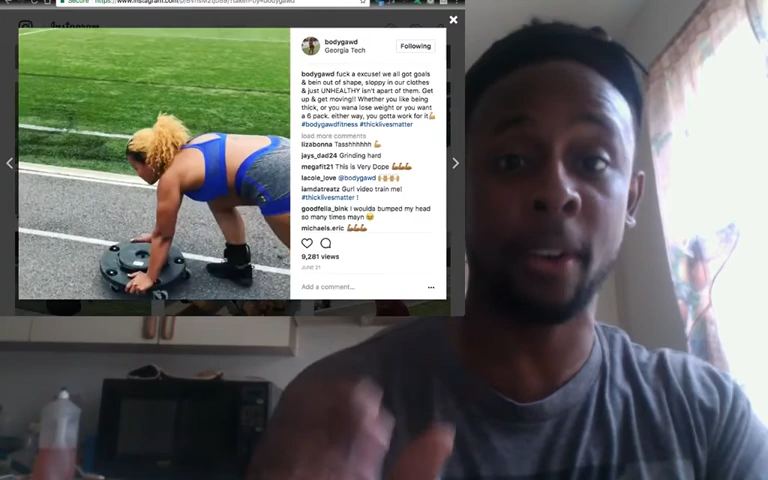 Secure
bodygawd
Georgia Tech
Following
bodygawd fuck a excuse! we all got goals
& bein out of shape, sloppy in our clothes
& just UNHEALTHY isn't apart of them. Get
up & get moving!! Whether you like being
thick, or you wana lose weight or you want
a 6 pack. either way, you gotta work for it💪🏽
#bodygawdfitness #thicklivesmatter
load more comments
lizabonna Tasshhhhhh 💪🏽
jays_dad24 Grinding hard
megafit21 This is Very Dope 💪🏾💪🏾💪🏾
lacole_love @bodygawd 🙌🏽🙌🏽🙌🏽🙌🏽
iamdatreatz Gurl video train me!
#thicklivesmatter !
goodfella_bink I woulda bumped my head
so many times mayn 😂
michaels.eric 💪🏾💪🏾💪🏾
9,281 views
JUNE 21
Add a comment...